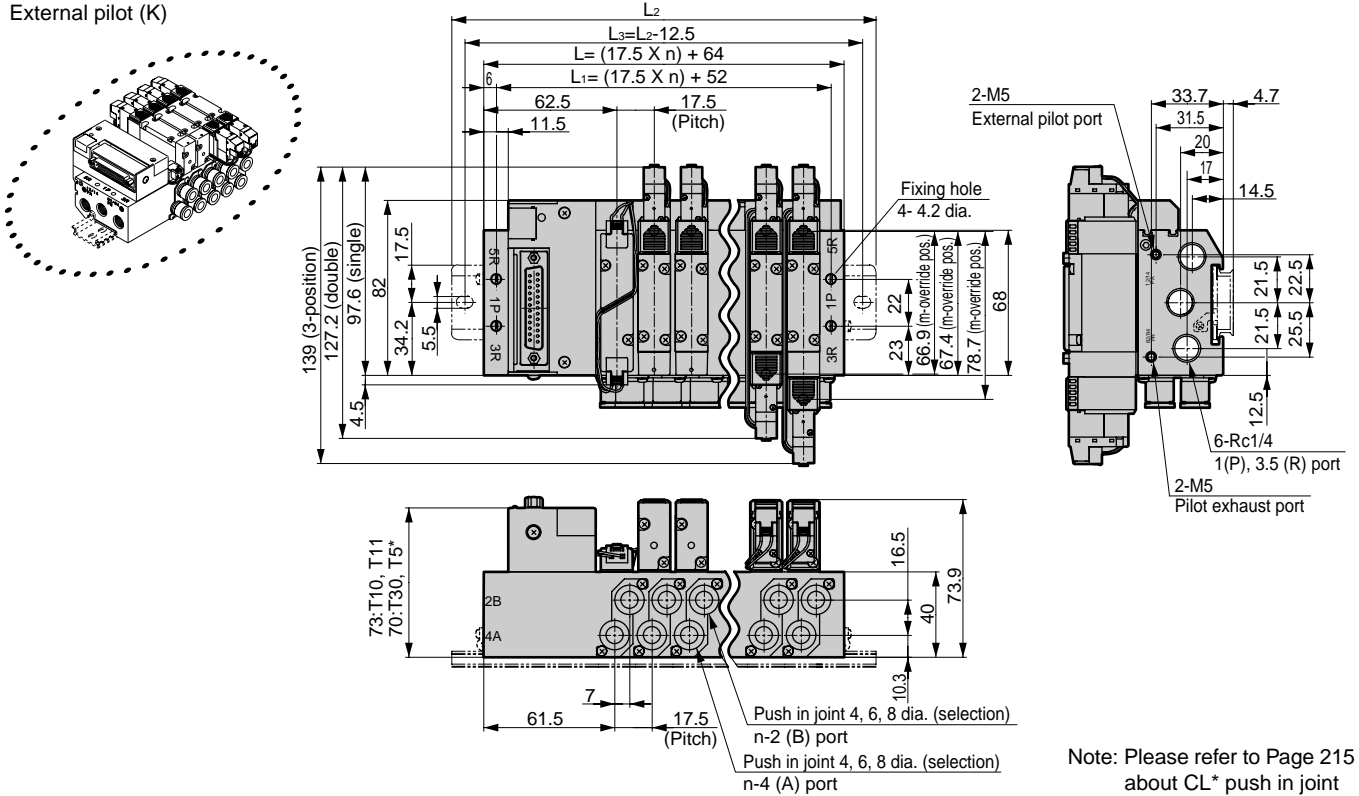 External pilot (K)
L2
L3=L2-12.5
L= (17.5 X n) + 64
L1= (17.5 X n) + 52
6
62.5
17.5
(Pitch)
11.5
139 (3-position)
127.2 (double)
97.6 (single)
82
17.5
34.2
5.5
4.5
5R
1P
3R
Fixing hole
4- 4.2 dia.
5R
1P
3R
22
23
66.9 (m-override pos.)
67.4 (m-override pos.)
78.7 (m-override pos.)
68
2-M5
External pilot port
33.7
4.7
31.5
20
17
14.5
21.5
22.5
21.5
25.5
12.5
6-Rc1/4
1(P), 3.5 (R) port
2-M5
Pilot exhaust port
73:T10, T11
70:T30, T5*
2B
4A
16.5
40
73.9
10.3
7
61.5
17.5
(Pitch)
Push in joint 4, 6, 8 dia. (selection)
n-2 (B) port
Push in joint 4, 6, 8 dia. (selection)
n-4 (A) port
Note: Please refer to Page 215
about CL* push in joint